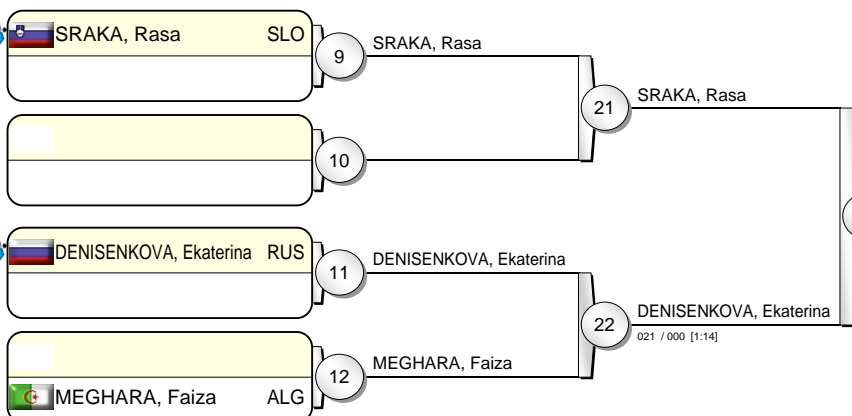 SRAKA, Rasa SLO
9
SRAKA, Rasa
21
SRAKA, Rasa
10
DENISENKOVA, Ekaterina RUS
11
DENISENKOVA, Ekaterina
22
DENISENKOVA, Ekaterina
021 / 000 [1:14]
12
MEGHARA, Faiza
MEGHARA, Faiza ALG